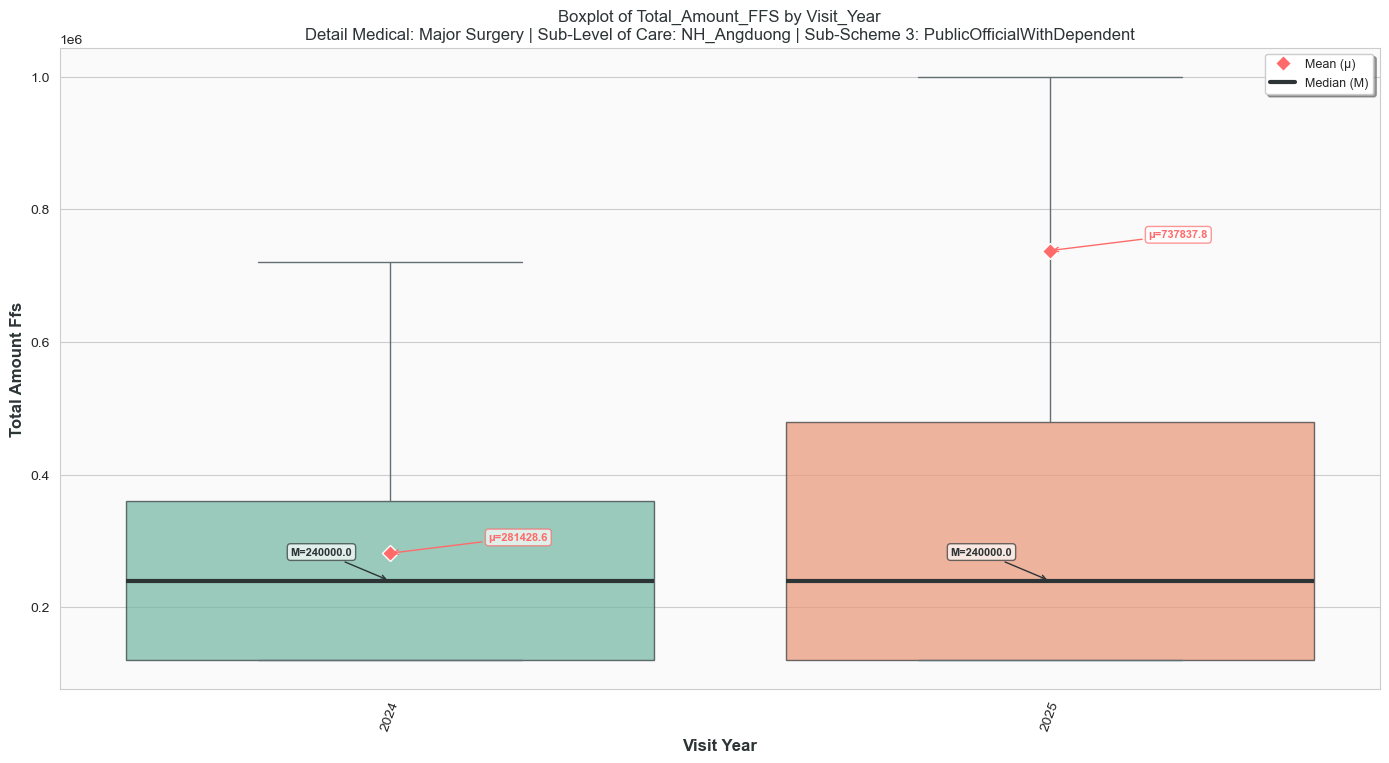 Boxplot of Total_Amount_FFS by Visit_Year
Detail Medical: Major Surgery | Sub-Level of Care: NH_Angduong | Sub-Scheme 3: PublicOfficialWithDependent
1e6
Mean (μ)
Median (M)
1.0
0.8
0.6
0.4
0.2
Total Amount Ffs
μ=737837.8
μ=281428.6
M=240000.0
M=240000.0
2024
2025
Visit Year